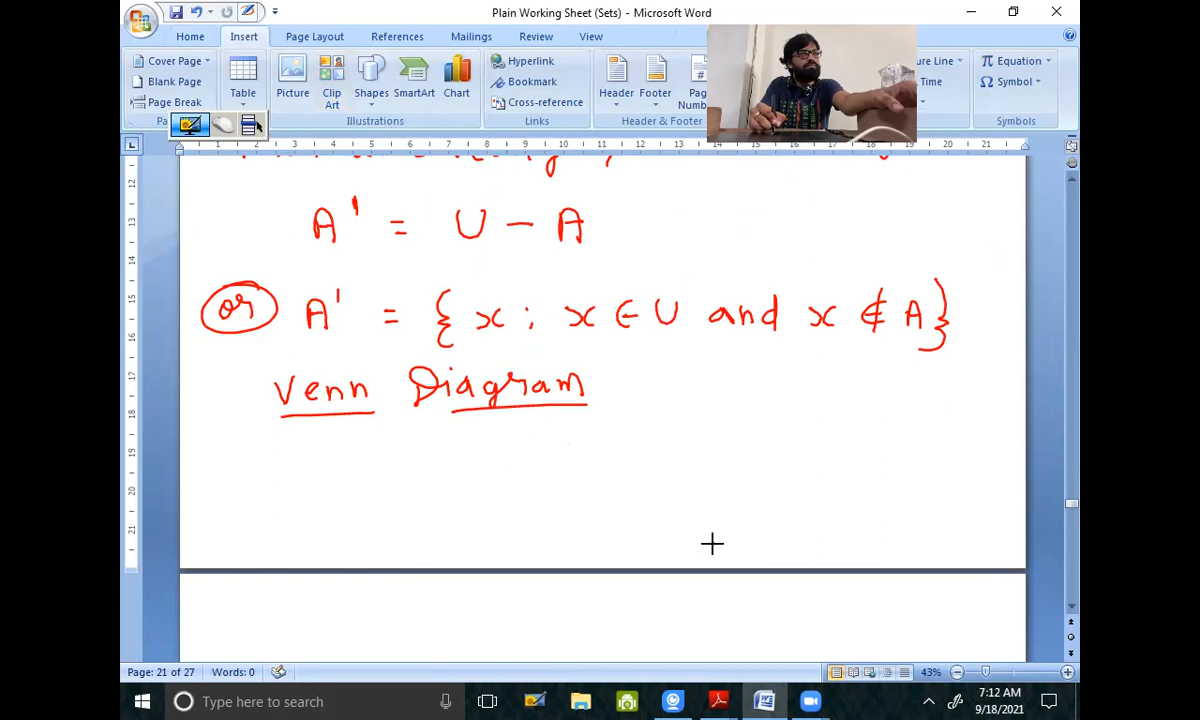 Plain Working Sheet (Sets) - Microsoft Word
Home Insert Page Layout References Mailings Review View
Cover Page
Blank Page
Page Break
Table
Picture
Clip Art
Shapes
SmartArt
Chart
Hyperlink
Bookmark
Cross-reference
Header
Footer
Equation
Symbol
Illustrations
Links
Header & Footer
Symbols
A' = U - A
or A' = { x ; x ∈ U and x ∉ A}
Venn Diagram
Page: 21 of 27 Words: 0 43%
Type here to search
7:12 AM
9/18/2021